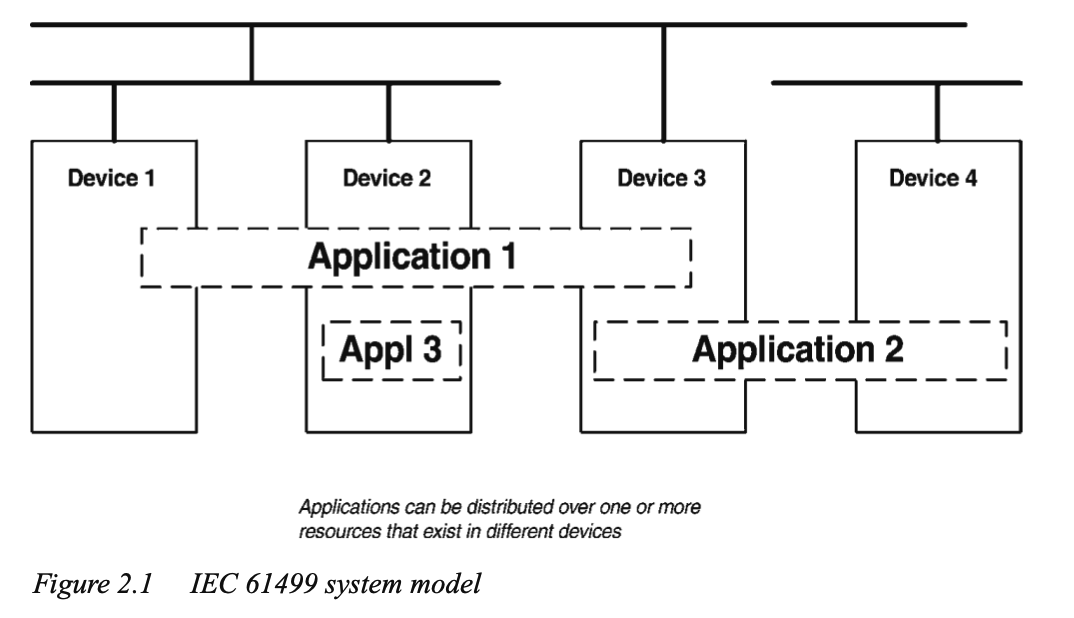 Device 1
Device 2
Device 3
Device 4
Application 1
Appl 3
Application 2
Applications can be distributed over one or more
resources that exist in different devices
Figure 2.1 IEC 61499 system model